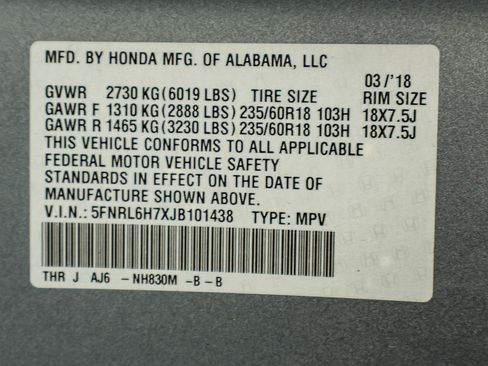 MFD. BY HONDA MFG. OF ALABAMA, LLC
03/'18
GVWR 2730 KG (6019 LBS) TIRE SIZE RIM SIZE
GAWR F 1310 KG (2888 LBS) 235/60R18 103H 18X7.5J
GAWR R 1465 KG (3230 LBS) 235/60R18 103H 18X7.5J
THIS VEHICLE CONFORMS TO ALL APPLICABLE
FEDERAL MOTOR VEHICLE SAFETY
STANDARDS IN EFFECT ON THE DATE OF
MANUFACTURE SHOWN ABOVE.
V.I.N.: 5FNRL6H7XJB101438 TYPE: MPV
THR J AJ6 -NH830M -B-B